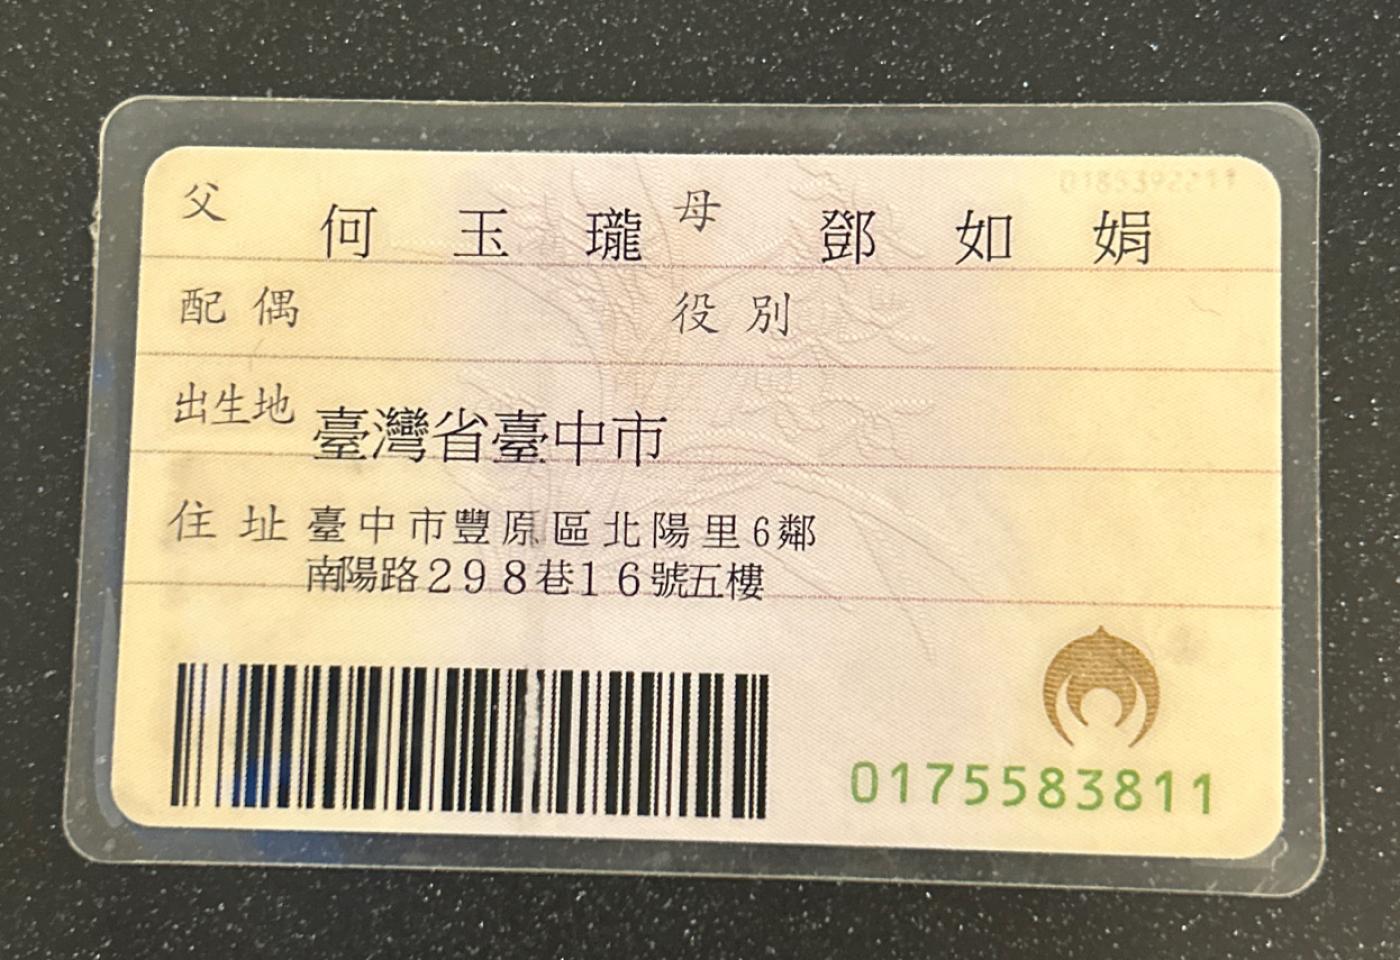 父 何玉瓏 母 鄧如娟
配偶 役別
出生地 臺灣省臺中市
住址 臺中市豐原區北陽里6鄰
南陽路298巷16號五樓
0175583811